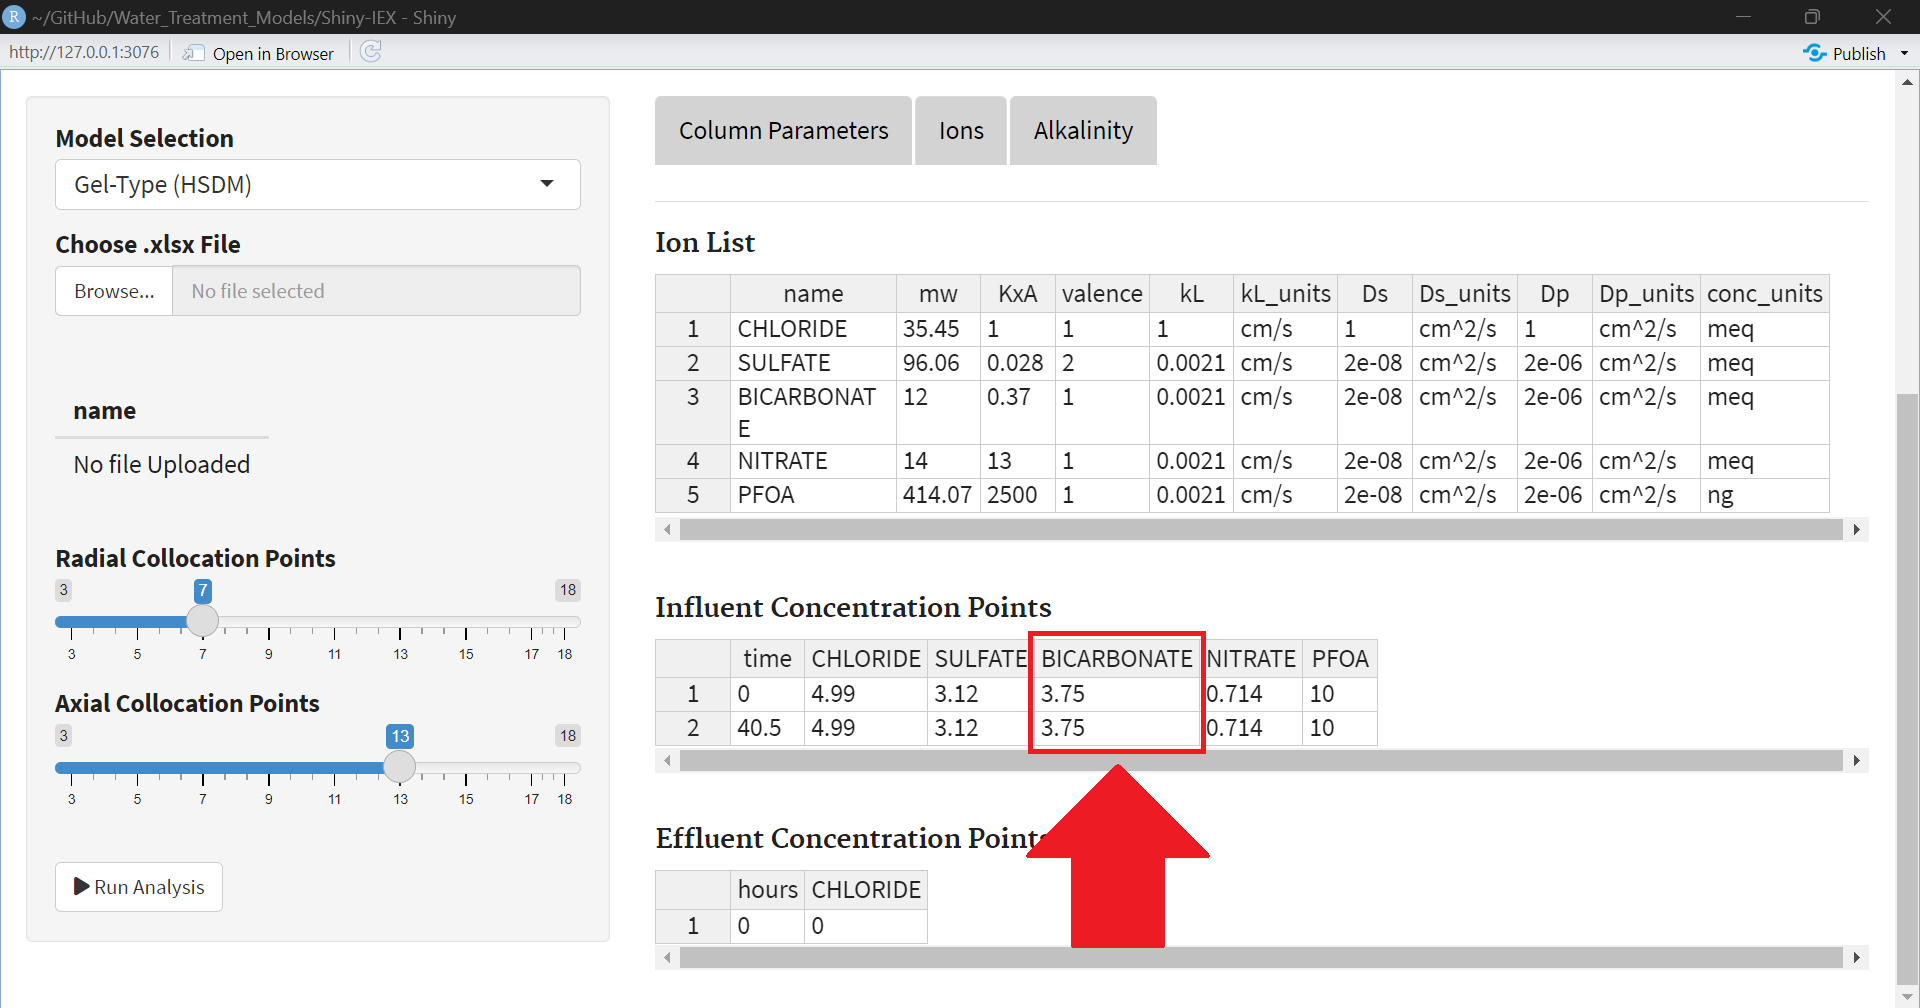 R ~/GitHub/Water_Treatment_Models/Shiny-IEX - Shiny
http://127.0.0.1:3076 Open in Browser Publish
Model Selection
Gel-Type (HSDM)
Choose .xlsx File
Browse... No file selected
name
No file Uploaded
Radial Collocation Points
3 7 18
3 5 7 9 11 13 15 17 18
Axial Collocation Points
3 13 18
3 5 7 9 11 13 15 17 18
Run Analysis
Column Parameters Ions Alkalinity
Ion List
name mw KxA valence kL kL_units Ds Ds_units Dp Dp_units conc_units
1 CHLORIDE 35.45 1 1 1 cm/s 1 cm^2/s 1 cm^2/s meq
2 SULFATE 96.06 0.028 2 0.0021 cm/s 2e-08 cm^2/s 2e-06 cm^2/s meq
3 BICARBONAT 12 0.37 1 0.0021 cm/s 2e-08 cm^2/s 2e-06 cm^2/s meq
E
4 NITRATE 14 13 1 0.0021 cm/s 2e-08 cm^2/s 2e-06 cm^2/s meq
5 PFOA 414.07 2500 1 0.0021 cm/s 2e-08 cm^2/s 2e-06 cm^2/s ng
Influent Concentration Points
time CHLORIDE SULFATE BICARBONATE NITRATE PFOA
1 0 4.99 3.12 3.75 0.714 10
2 40.5 4.99 3.12 3.75 0.714 10
Effluent Concentration Points
hours CHLORIDE
1 0 0